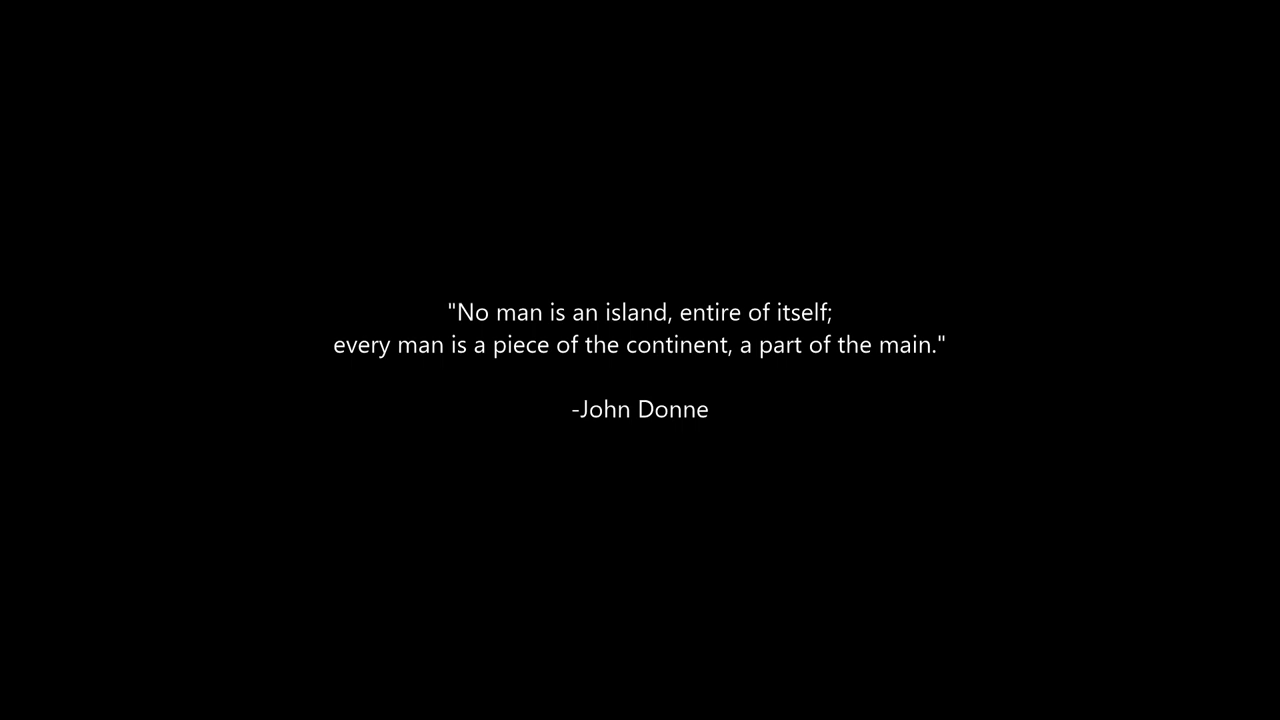 "No man is an island, entire of itself;
every man is a piece of the continent, a part of the main."
-John Donne